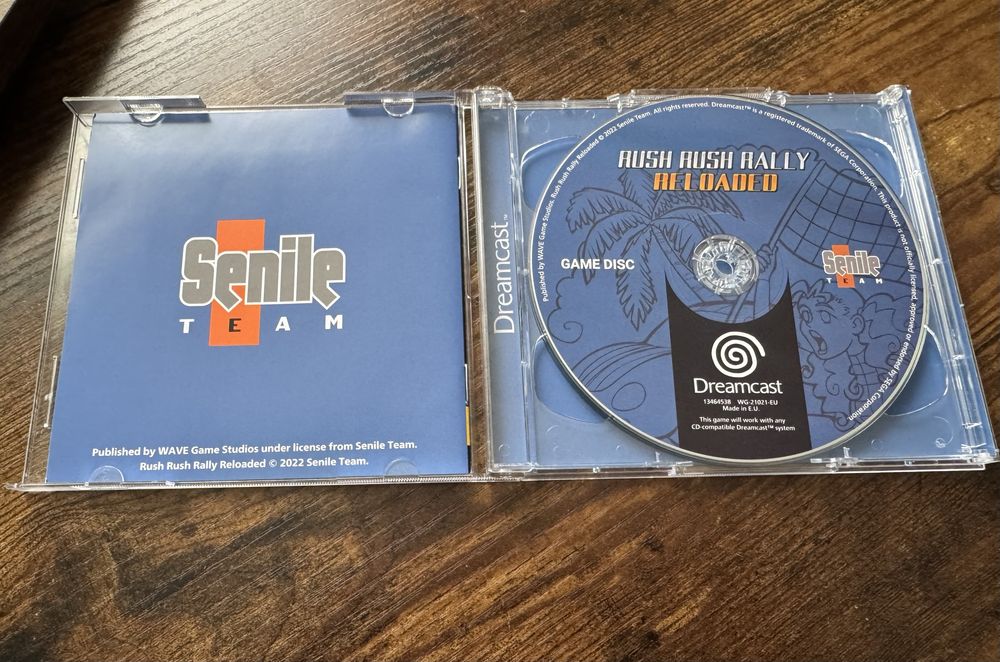 Senile
TEAM
Published by WAVE Game Studios under license from Senile Team.
Rush Rush Rally Reloaded © 2022 Senile Team.
Dreamcast™
Published by WAVE Game Studios. Rush Rush Rally Reloaded © 2022 Senile Team. All rights reserved. Dreamcast™ is a registered trademark of SEGA Corporation. This product is not officially licensed, approved or endorsed by SEGA Corporation
RUSH RUSH RALLY
RELOADED
GAME DISC
Senile
TEAM
Dreamcast
13464538 WG-21021-EU
Made in E.U.
This game will work with any
CD-compatible Dreamcast™ system